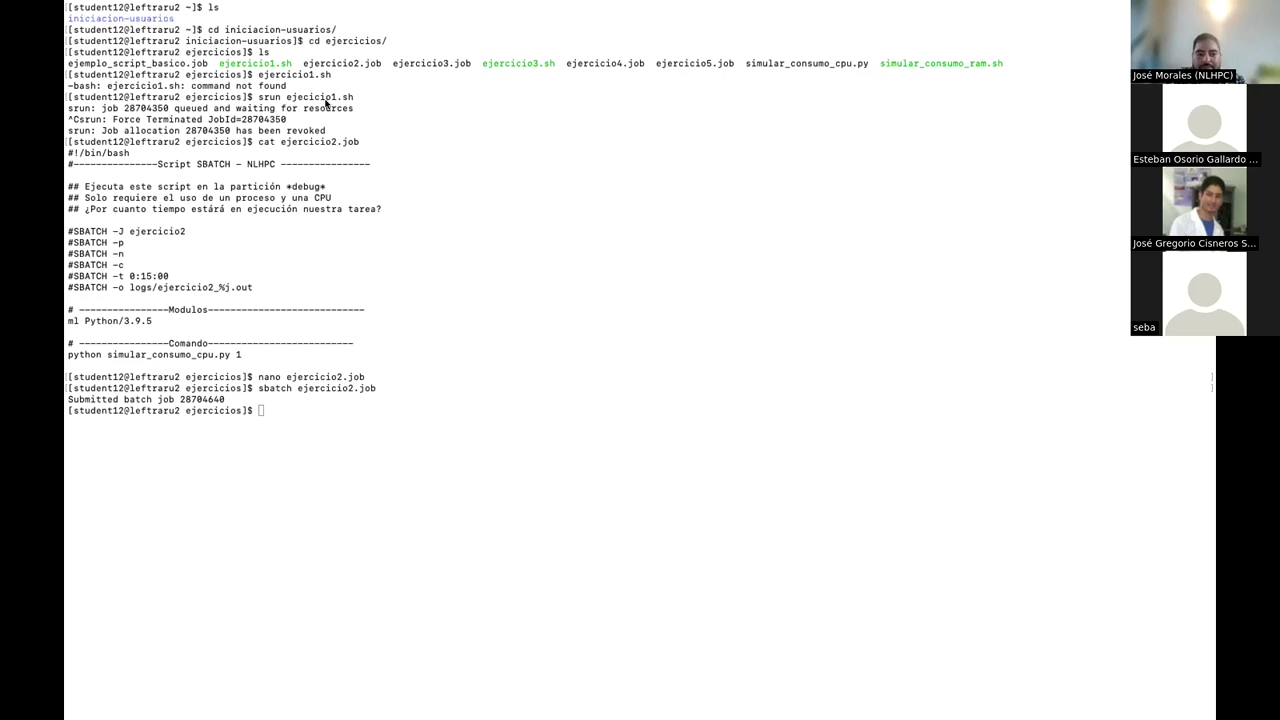 [student12@leftraru2 ~]$ ls
iniciacion-usuarios
[student12@leftraru2 ~]$ cd iniciacion-usuarios/
[student12@leftraru2 iniciacion-usuarios]$ cd ejercicios/
[student12@leftraru2 ejercicios]$ ls
ejemplo_script_basico.job ejercicio1.sh ejercicio2.job ejercicio3.job ejercicio3.sh ejercicio4.job ejercicio5.job simular_consumo_cpu.py simular_consumo_ram.sh
[student12@leftraru2 ejercicios]$ ejercicio1.sh
-bash: ejercicio1.sh: command not found
[student12@leftraru2 ejercicios]$ srun ejecicio1.sh
srun: job 28704350 queued and waiting for resources
^Csrun: Force Terminated JobId=28704350
srun: Job allocation 28704350 has been revoked
[student12@leftraru2 ejercicios]$ cat ejercicio2.job
#!/bin/bash
#---------------Script SBATCH - NLHPC ----------------
## Ejecuta este script en la partición *debug*
## Solo requiere el uso de un proceso y una CPU
## ¿Por cuanto tiempo estárá en ejecución nuestra tarea?
#SBATCH -J ejercicio2
#SBATCH -p
#SBATCH -n
#SBATCH -c
#SBATCH -t 0:15:00
#SBATCH -o logs/ejercicio2_%j.out
# ----------------Modulos----------------------------
ml Python/3.9.5
# ----------------Comando--------------------------
python simular_consumo_cpu.py 1
[student12@leftraru2 ejercicios]$ nano ejercicio2.job
[student12@leftraru2 ejercicios]$ sbatch ejercicio2.job
Submitted batch job 28704640
[student12@leftraru2 ejercicios]$
José Morales (NLHPC)
Esteban Osorio Gallardo ...
José Gregorio Cisneros S...
seba